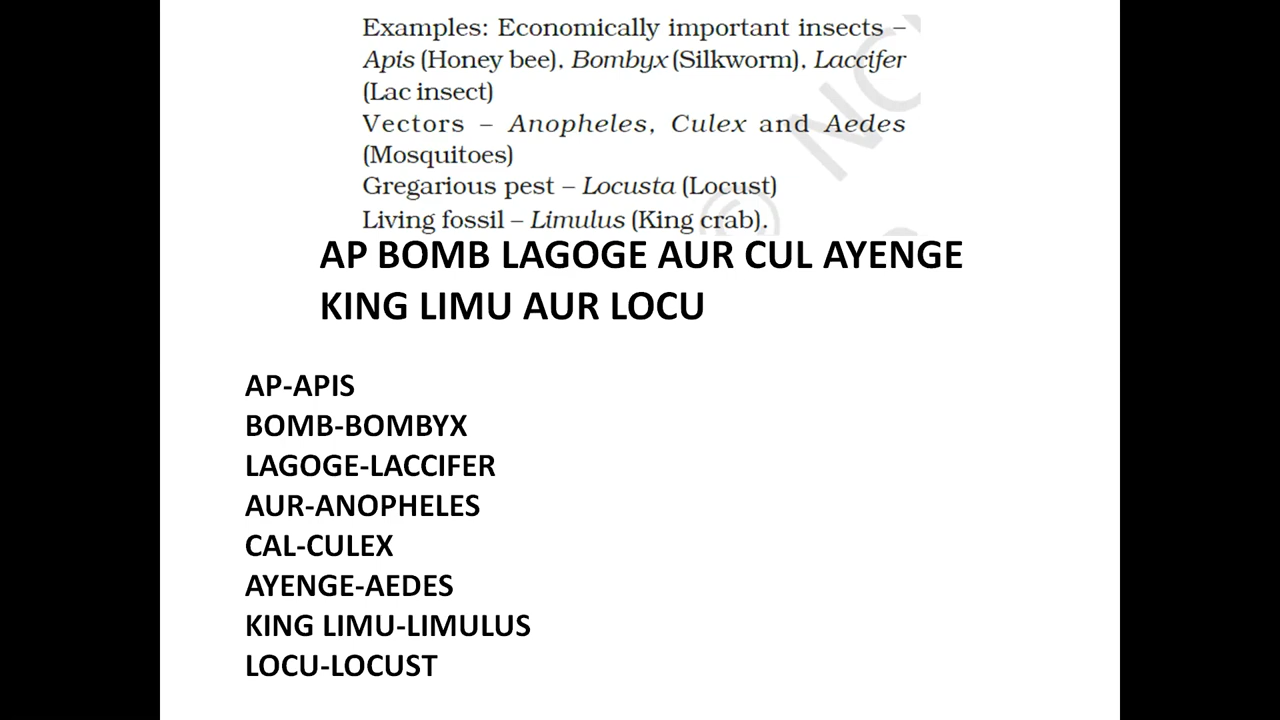 Examples: Economically important insects –
Apis (Honey bee), Bombyx (Silkworm), Laccifer
(Lac insect)
Vectors – Anopheles, Culex and Aedes
(Mosquitoes)
Gregarious pest – Locusta (Locust)
Living fossil – Limulus (King crab).
AP BOMB LAGOGE AUR CUL AYENGE
KING LIMU AUR LOCU
AP-APIS
BOMB-BOMBYX
LAGOGE-LACCIFER
AUR-ANOPHELES
CAL-CULEX
AYENGE-AEDES
KING LIMU-LIMULUS
LOCU-LOCUST